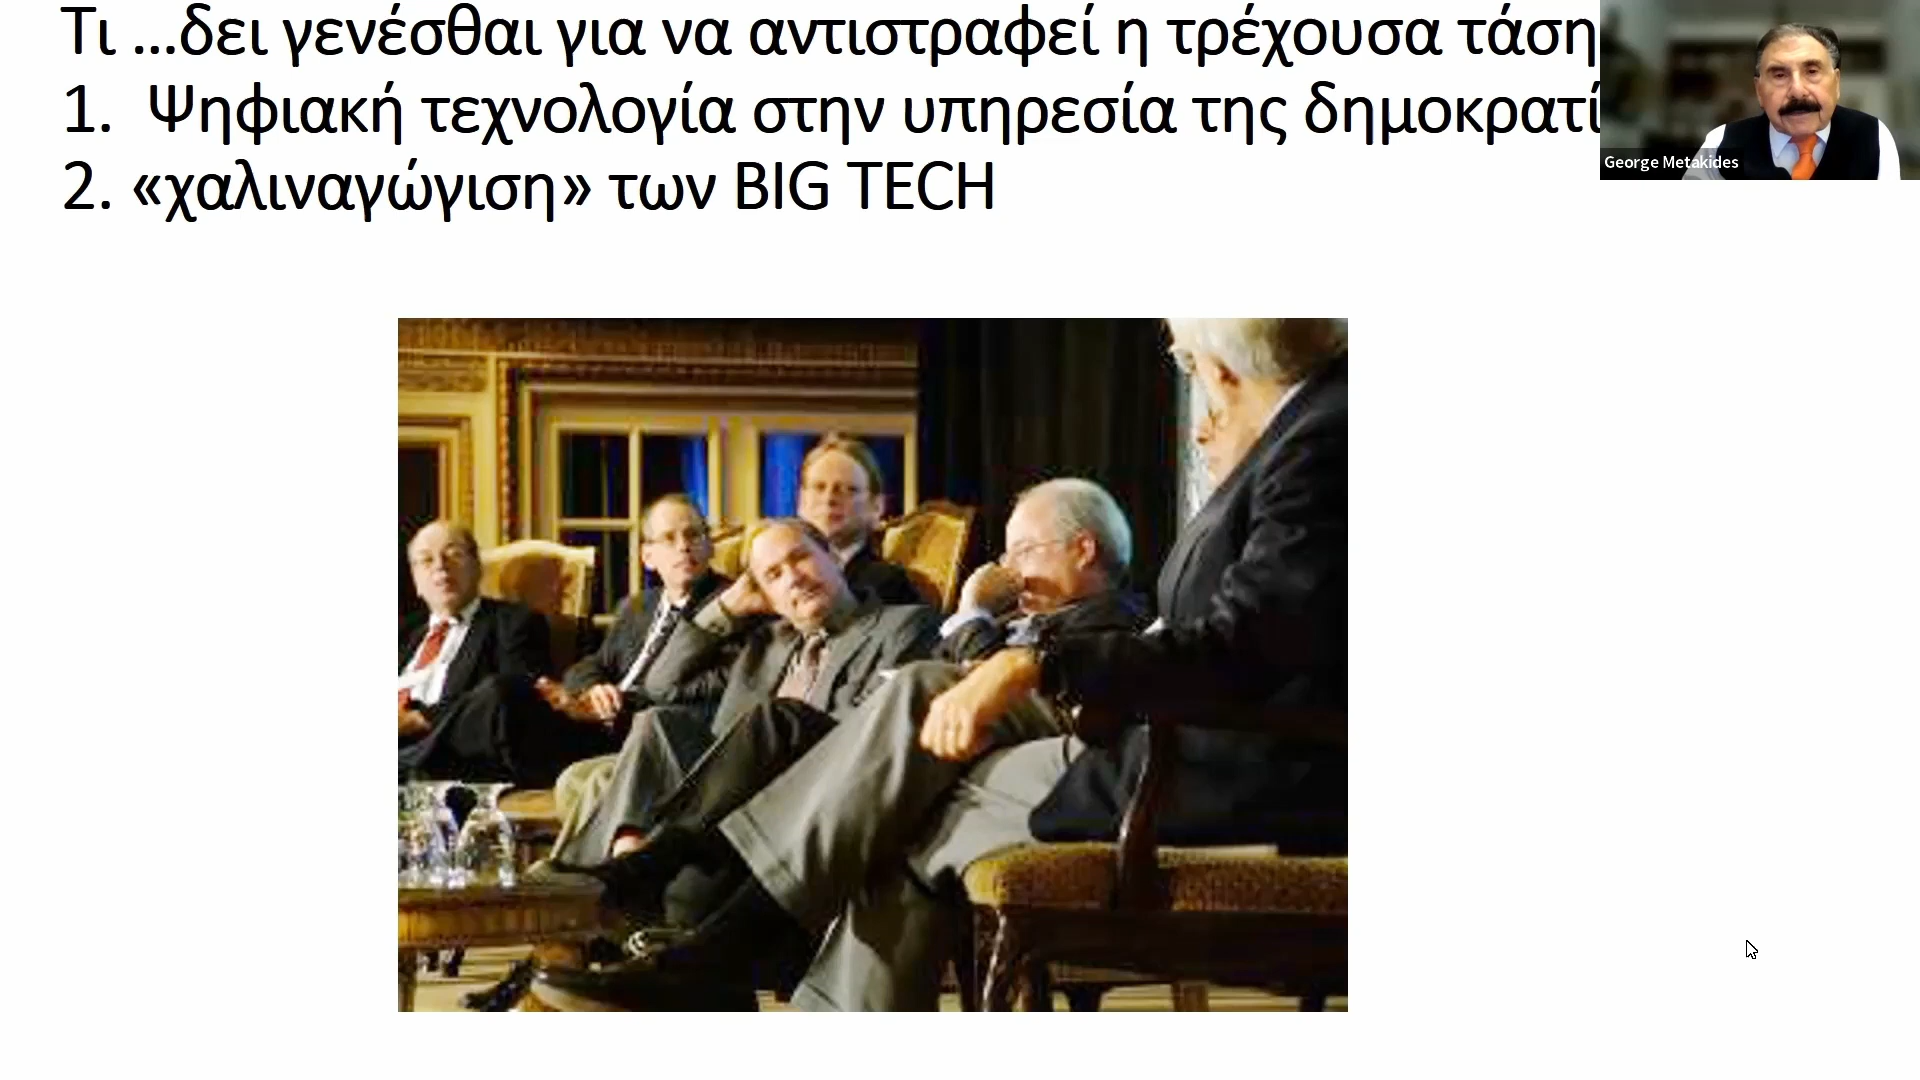 Τι ...δει γενέσθαι για να αντιστραφεί η τρέχουσα τάση
1. Ψηφιακή τεχνολογία στην υπηρεσία της δημοκρατί
2. «χαλιναγώγιση» των BIG TECH
George Metakides